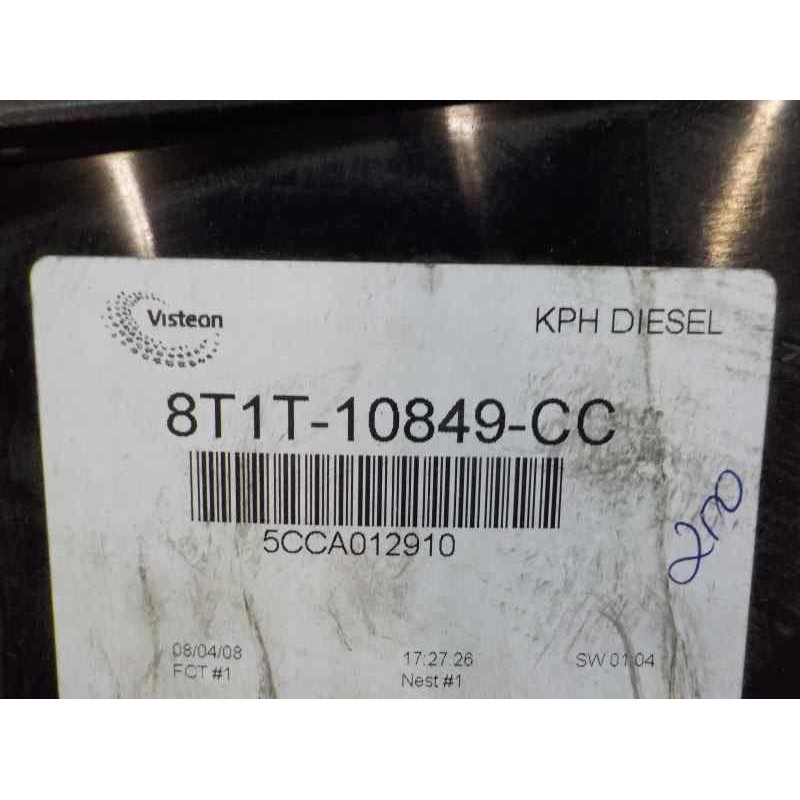 Visteon
KPH DIESEL
8T1T-10849-CC
5CCA012910
200
08/04/08
17:27:26
SW 01.04
FCT #1
Nest #1